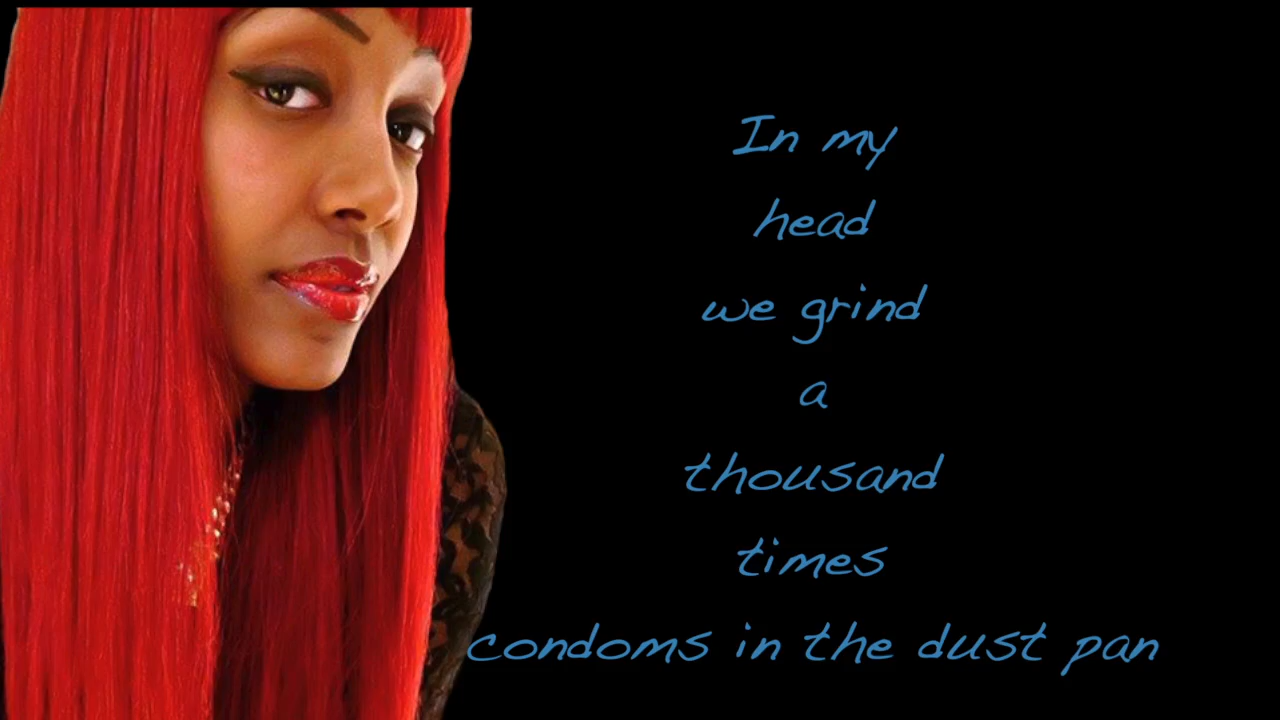 In my
head
we grind
a
thousand
times
condoms in the dust pan